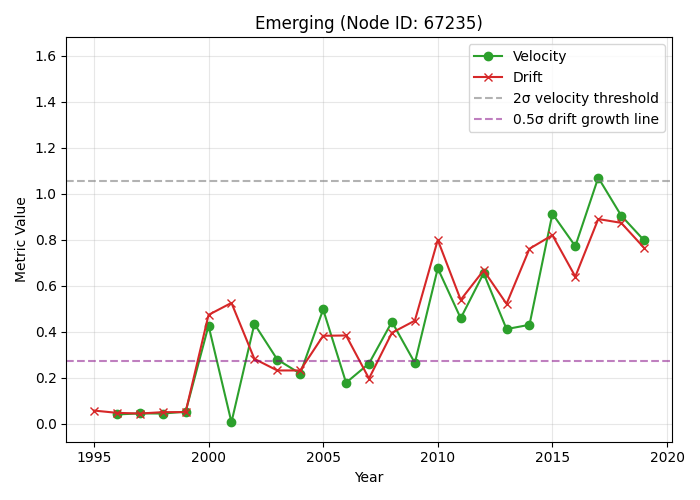 Emerging (Node ID: 67235)
Velocity
Drift
2σ velocity threshold
0.5σ drift growth line
Metric Value
1.6
1.4
1.2
1.0
0.8
0.6
0.4
0.2
0.0
1995 2000 2005 2010 2015 2020
Year